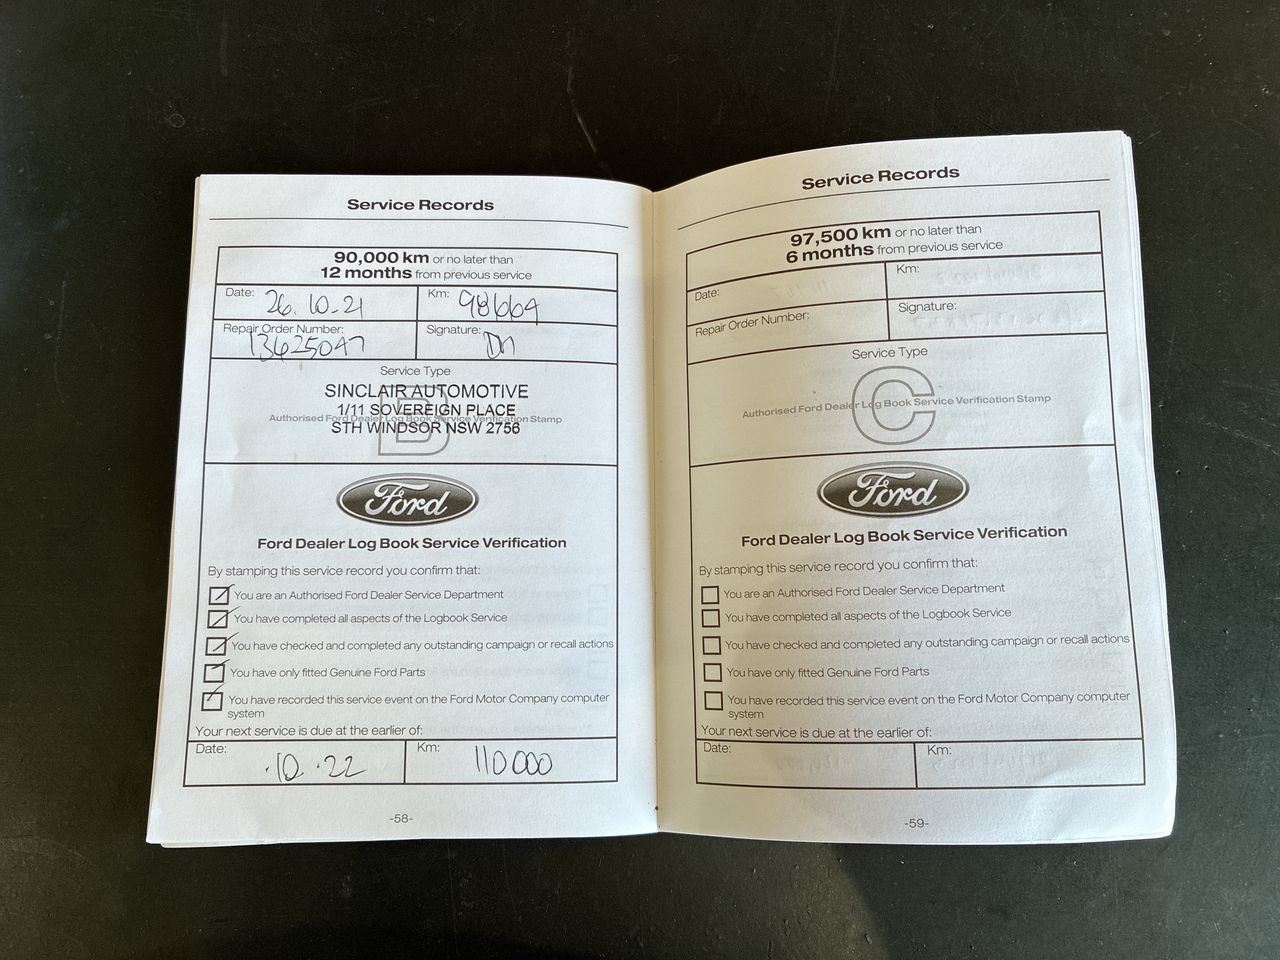 Service Records
90,000 km or no later than
12 months from previous service
Date: 26.10-21
Km: 98664
Repair Order Number:
13625047
Signature:
Service Type
B
SINCLAIR AUTOMOTIVE
1/11 SOVEREIGN PLACE
Authorised Ford Dealer Log Book Service Verification Stamp
STH WINDSOR NSW 2756
Ford
Ford Dealer Log Book Service Verification
By stamping this service record you confirm that:
You are an Authorised Ford Dealer Service Department
You have completed all aspects of the Logbook Service
You have checked and completed any outstanding campaign or recall actions
You have only fitted Genuine Ford Parts
You have recorded this service event on the Ford Motor Company computer
system
Your next service is due at the earlier of:
Date: .10.22
Km: 110000
-58-
Service Records
97,500 km or no later than
6 months from previous service
Date:
Km:
Repair Order Number:
Signature:
Service Type
C
Authorised Ford Dealer Log Book Service Verification Stamp
Ford
Ford Dealer Log Book Service Verification
By stamping this service record you confirm that:
You are an Authorised Ford Dealer Service Department
You have completed all aspects of the Logbook Service
You have checked and completed any outstanding campaign or recall actions
You have only fitted Genuine Ford Parts
You have recorded this service event on the Ford Motor Company computer
system
Your next service is due at the earlier of:
Date:
Km:
-59-